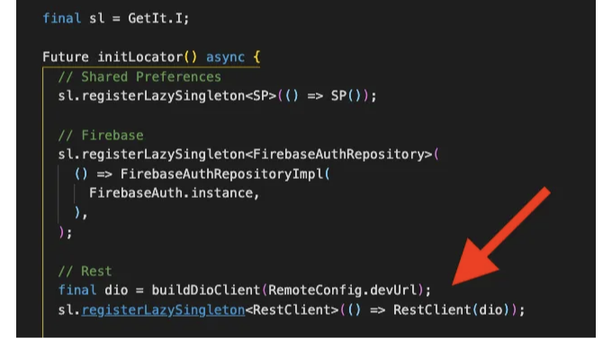 final sl = GetIt.I;
Future initLocator() async {
// Shared Preferences
sl.registerLazySingleton<SP>(() => SP());
// Firebase
sl.registerLazySingleton<FirebaseAuthRepository>(
() => FirebaseAuthRepositoryImpl(
FirebaseAuth.instance,
),
);
// Rest
final dio = buildDioClient(RemoteConfig.devUrl);
sl.registerLazySingleton<RestClient>(() => RestClient(dio));